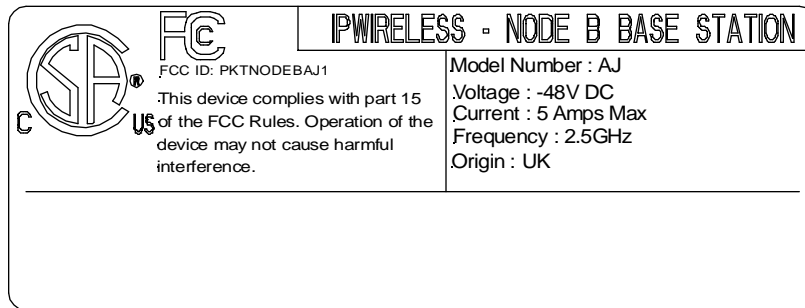 IPWIRELESS - NODE B BASE STATION
FC
FCC ID: PKTNODEBAJ1
This device complies with part 15
of the FCC Rules. Operation of the
device may not cause harmful
interference.
SA
®
C
US
Model Number : AJ
Voltage : -48V DC
Current : 5 Amps Max
Frequency : 2.5GHz
Origin : UK